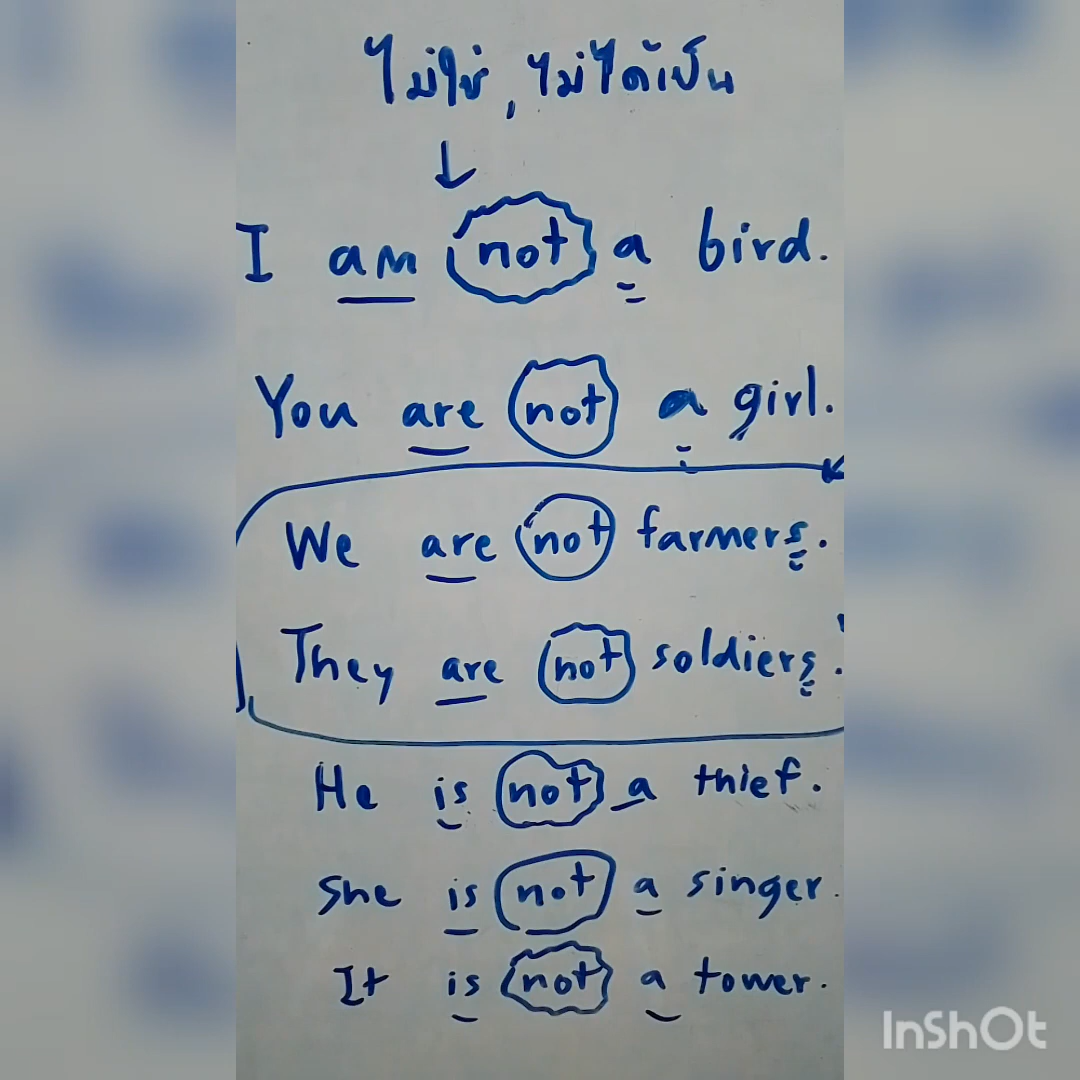 ไม่ใช่, ไม่ได้เป็น
I am not a bird.
You are not a girl.
We are not farmers.
They are not soldiers.
He is not a thief.
She is not a singer.
It is not a tower.
InShOt